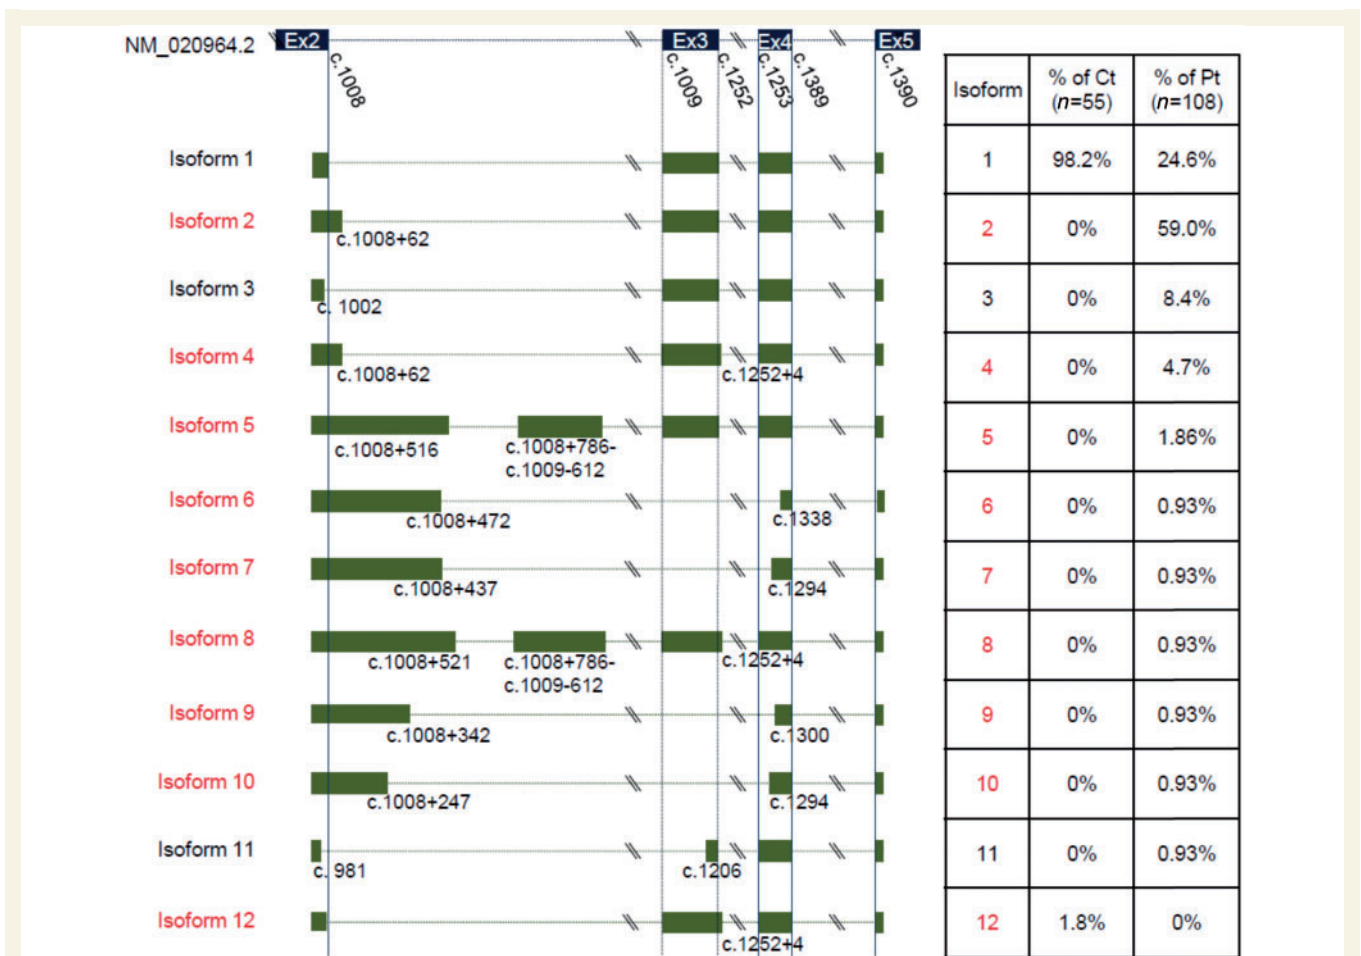 NM_020964.2 Ex2 Ex3 Ex4 Ex5
c.1008 c.1009 c.1252 c.1253 c.1389 c.1390
Isoform 1
Isoform 2
c.1008+62
Isoform 3
c. 1002
Isoform 4
c.1008+62 c.1252+4
Isoform 5
c.1008+516 c.1008+786-
c.1009-612
Isoform 6
c.1008+472 c.1338
Isoform 7
c.1008+437 c.1294
Isoform 8
c.1008+521 c.1008+786- c.1252+4
c.1009-612
Isoform 9
c.1008+342 c.1300
Isoform 10
c.1008+247 c.1294
Isoform 11
c. 981 c.1206
Isoform 12
c.1252+4
Isoform % of Ct (n=55) % of Pt (n=108)
1 98.2% 24.6%
2 0% 59.0%
3 0% 8.4%
4 0% 4.7%
5 0% 1.86%
6 0% 0.93%
7 0% 0.93%
8 0% 0.93%
9 0% 0.93%
10 0% 0.93%
11 0% 0.93%
12 1.8% 0%